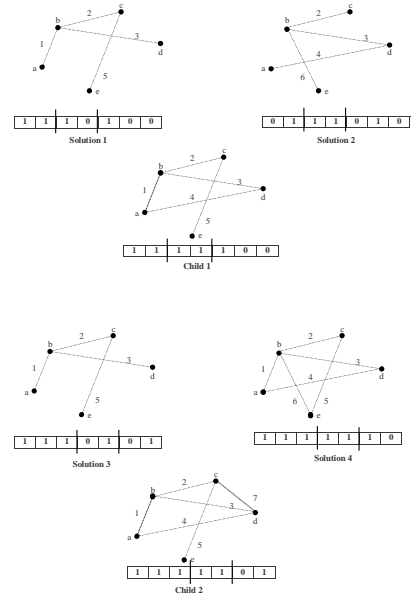 c
b
2
1
3
d
a
5
e
1 1 1 0 1 0 0
Solution 1
c
b
2
3
d
4
a
6
e
0 1 1 1 0 1 0
Solution 2
c
b
2
3
d
1
4
a
5
e
1 1 1 1 1 0 0
Child 1
c
b
2
3
d
1
a
5
e
1 1 1 0 1 0 1
Solution 3
c
b
2
3
d
1
4
a
6
5
e
1 1 1 1 1 1 0
Solution 4
c
b
2
7
3
d
1
4
a
5
e
1 1 1 1 1 0 1
Child 2